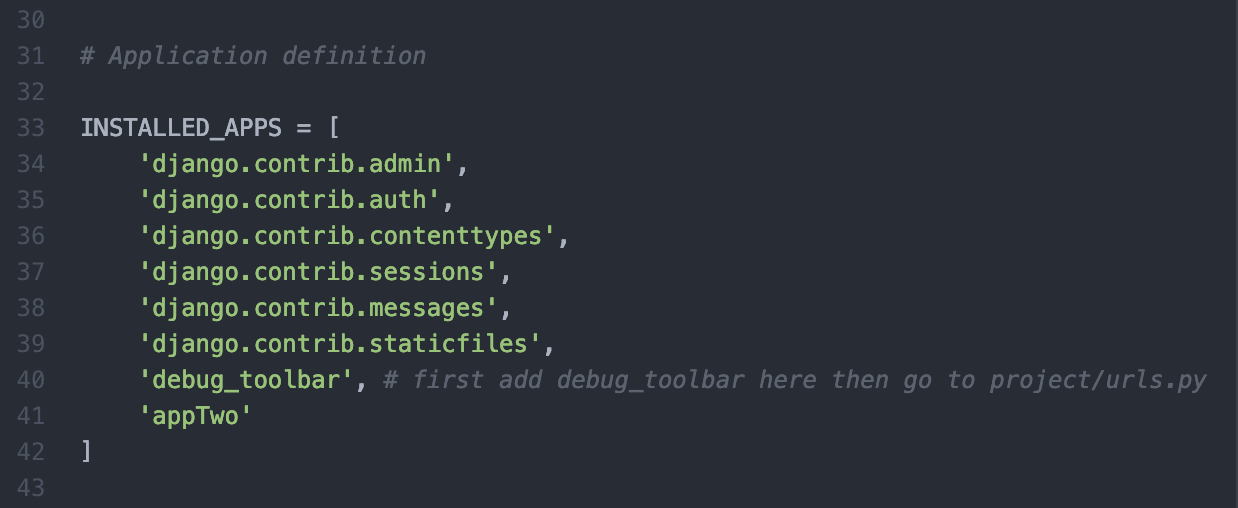 30
31 # Application definition
32
33 INSTALLED_APPS = [
34     'django.contrib.admin',
35     'django.contrib.auth',
36     'django.contrib.contenttypes',
37     'django.contrib.sessions',
38     'django.contrib.messages',
39     'django.contrib.staticfiles',
40     'debug_toolbar', # first add debug_toolbar here then go to project/urls.py
41     'appTwo'
42 ]
43